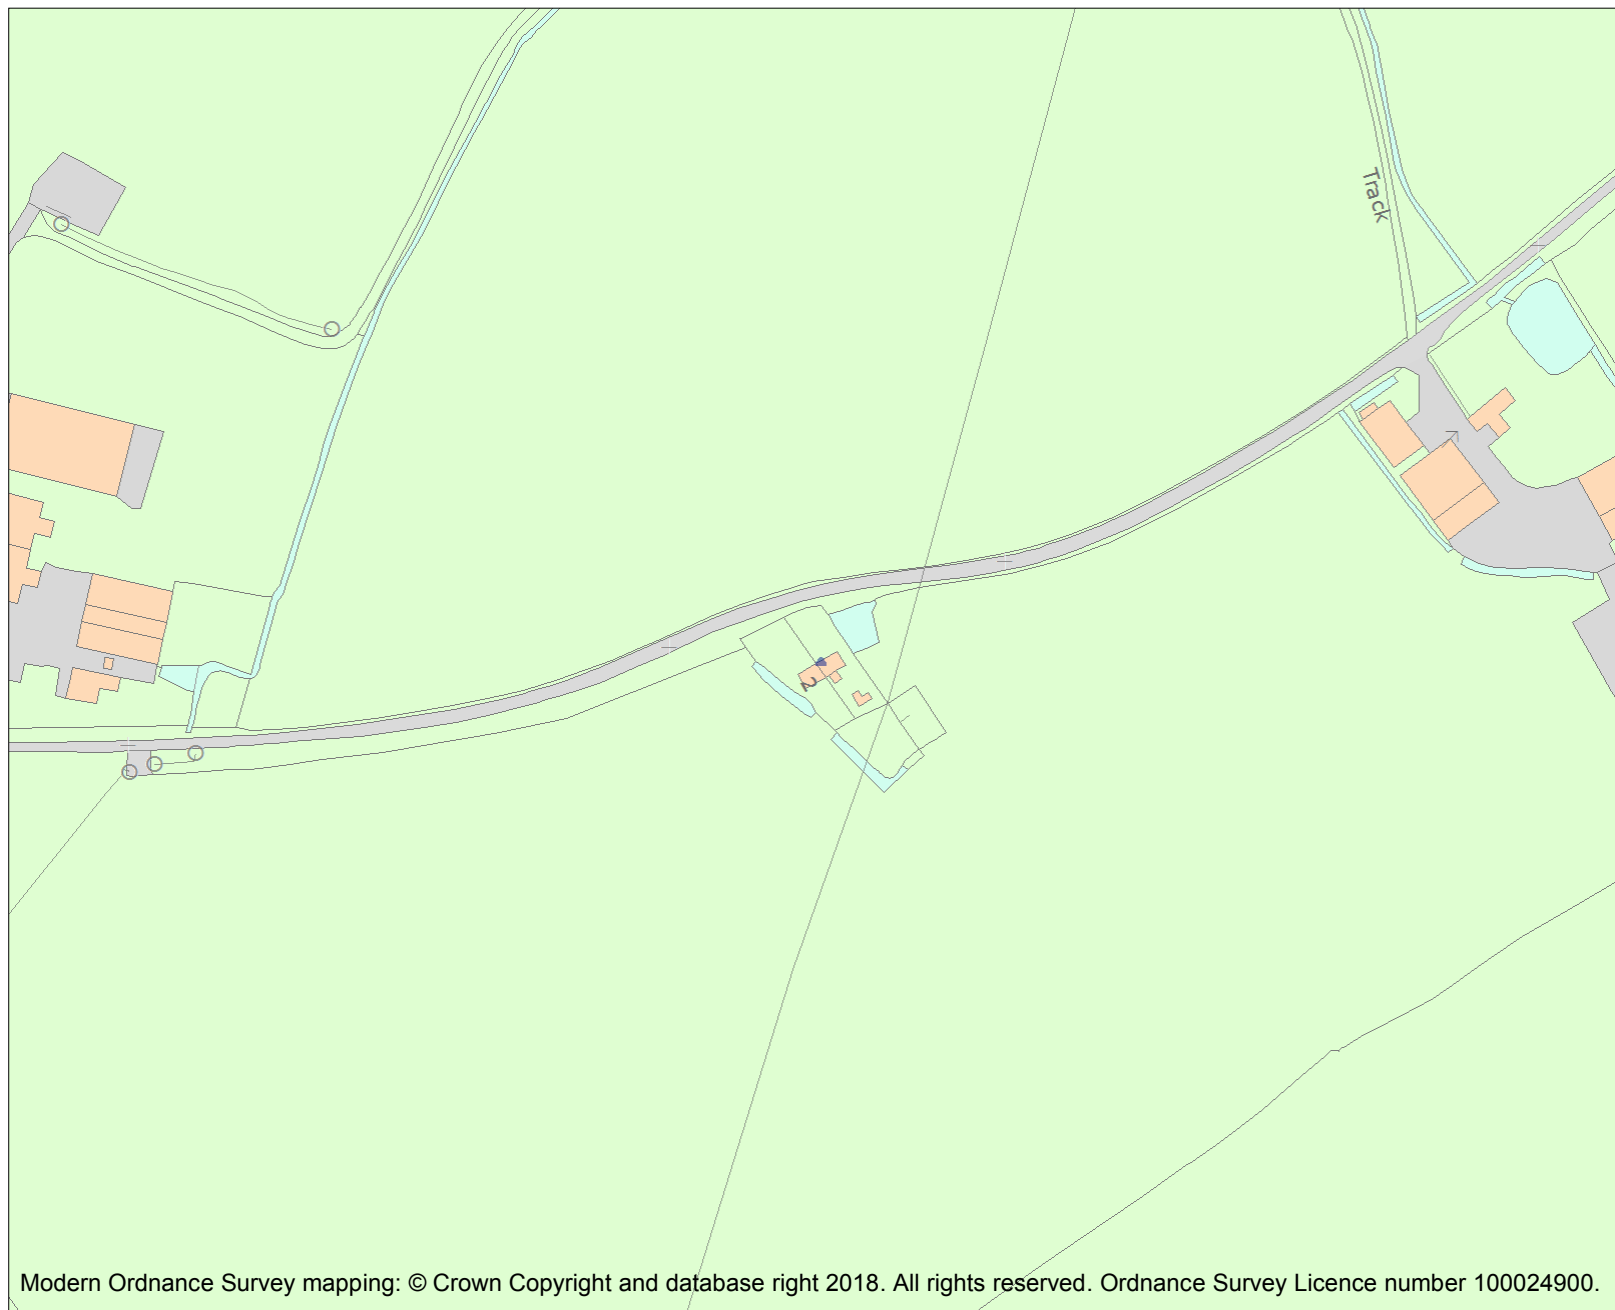 Track
2
Modern Ordnance Survey mapping: © Crown Copyright and database right 2018. All rights reserved. Ordnance Survey Licence number 100024900.